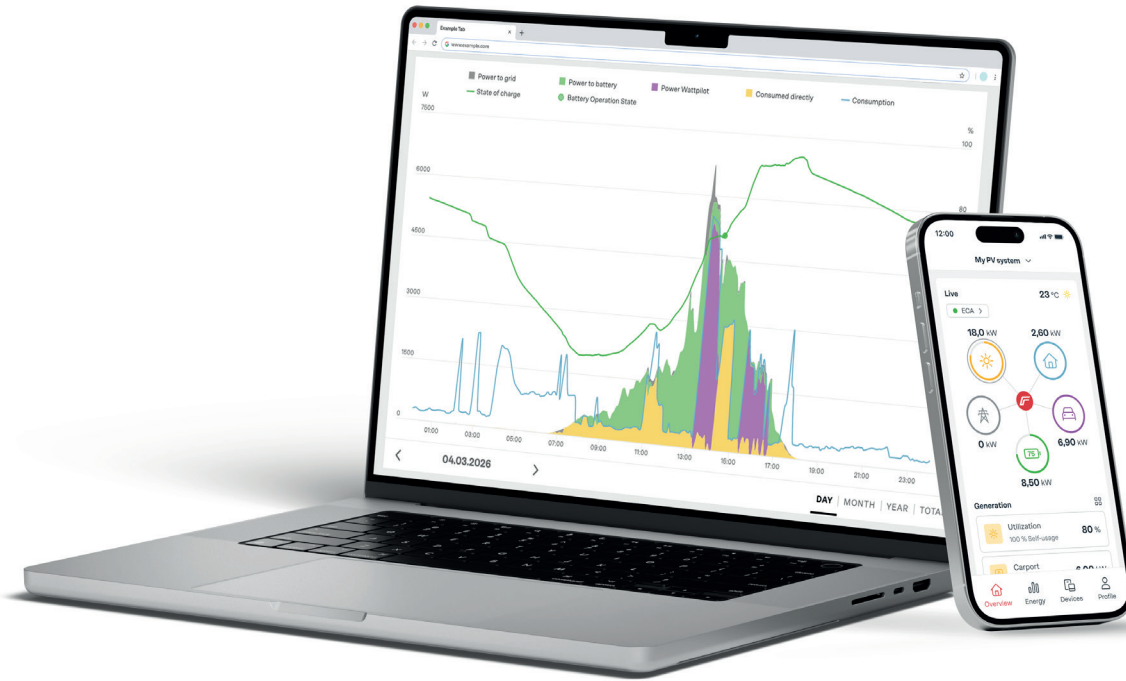 Example Tab
www.example.com
Power to grid
Power to battery
Power Wattpilot
Consumed directly
Consumption
State of charge
Battery Operation State
W
%
7500
100
6000
80
4500
3000
1500
0
01:00 03:00 05:00 07:00 09:00 11:00 13:00 15:00 17:00 19:00 21:00 23:00
04.03.2026
DAY | MONTH | YEAR | TOTA
12:00
My PV system
Live
23 °C
ECA
18,0 kW
2,60 kW
0 kW
6,90 kW
75
8,50 kW
Generation
Utilization
80 %
100 % Self-usage
Carport
Overview
Energy
Devices
Profile